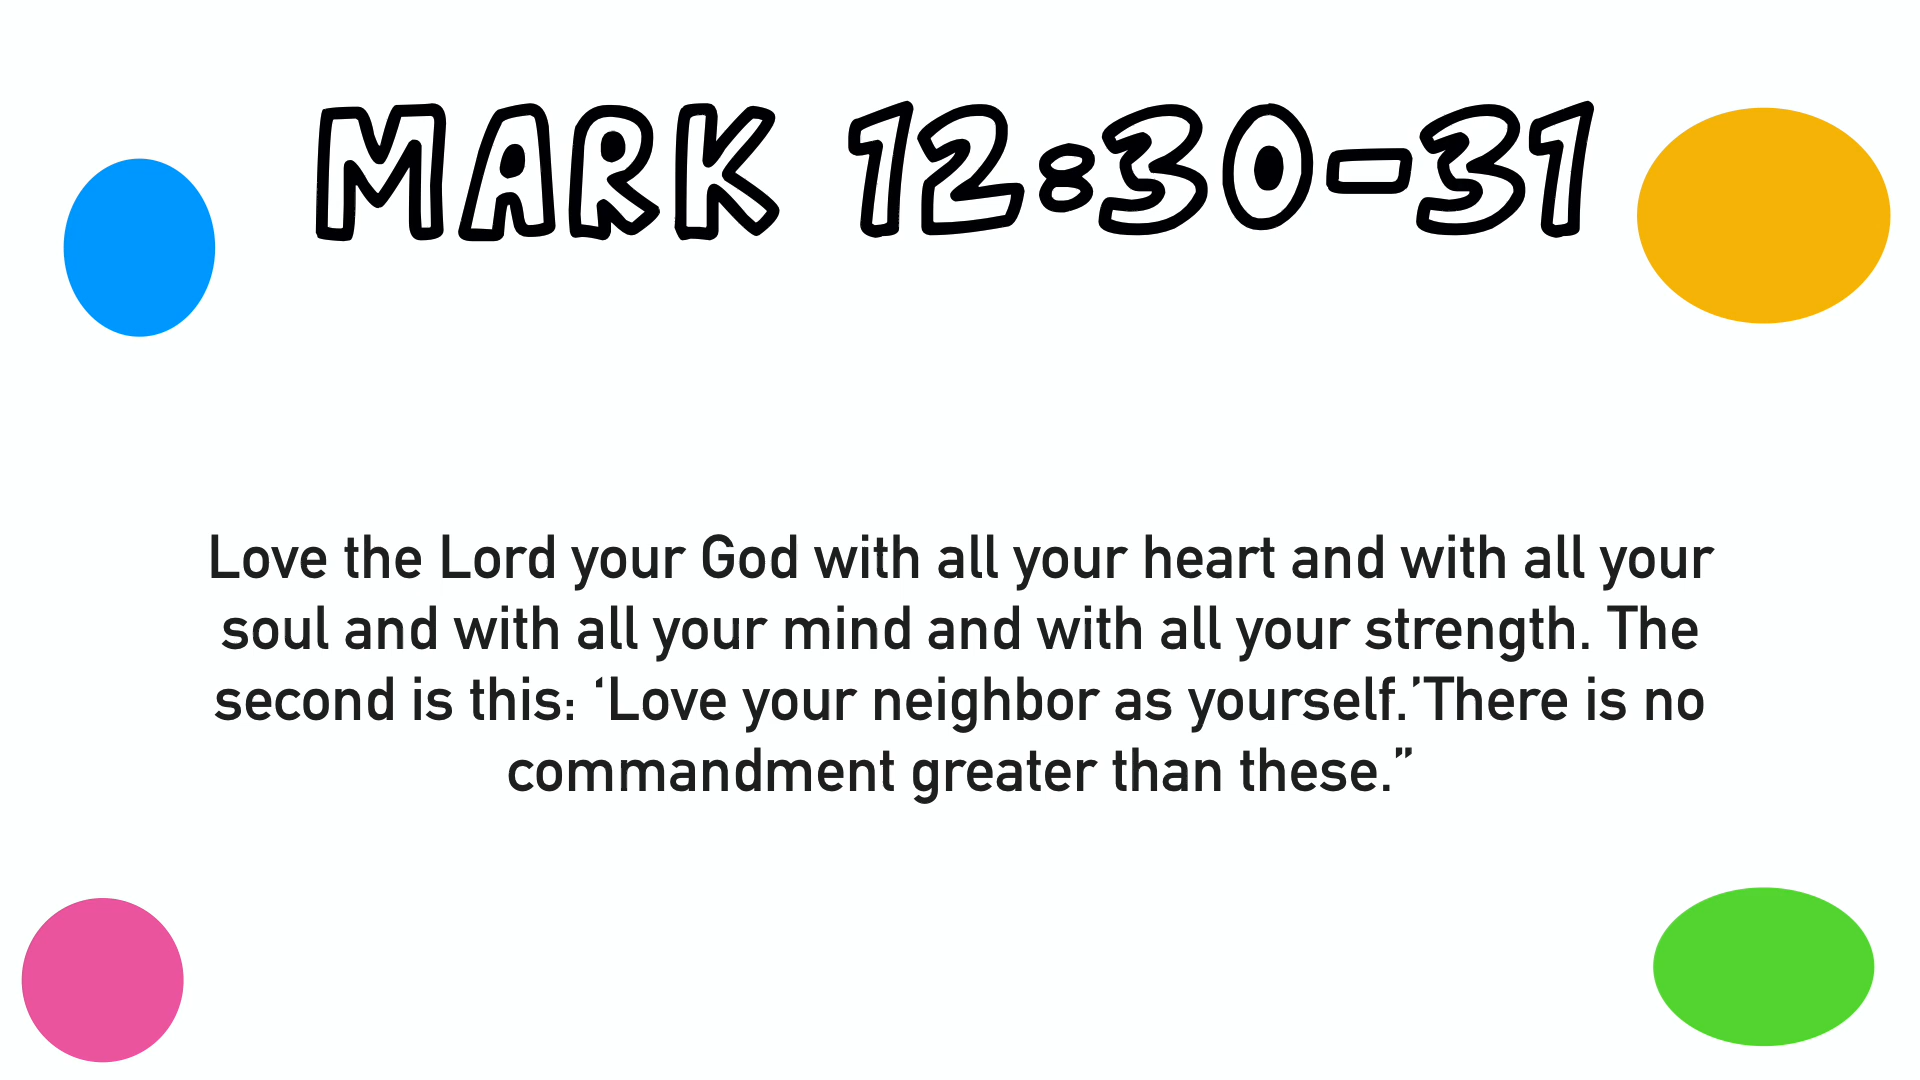 MARK 12:30-31
Love the Lord your God with all your heart and with all your
soul and with all your mind and with all your strength. The
second is this: ‘Love your neighbor as yourself.’There is no
commandment greater than these.”